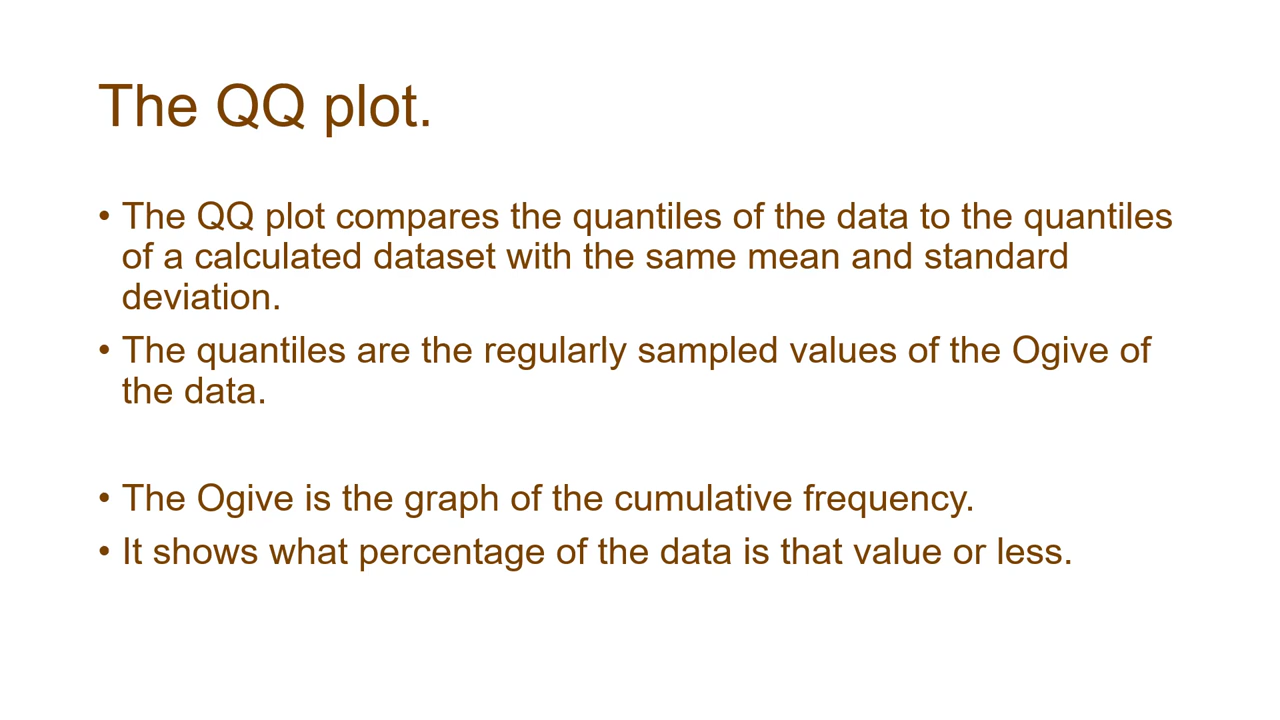 The QQ plot.
• The QQ plot compares the quantiles of the data to the quantiles
of a calculated dataset with the same mean and standard
deviation.
• The quantiles are the regularly sampled values of the Ogive of
the data.
• The Ogive is the graph of the cumulative frequency.
• It shows what percentage of the data is that value or less.